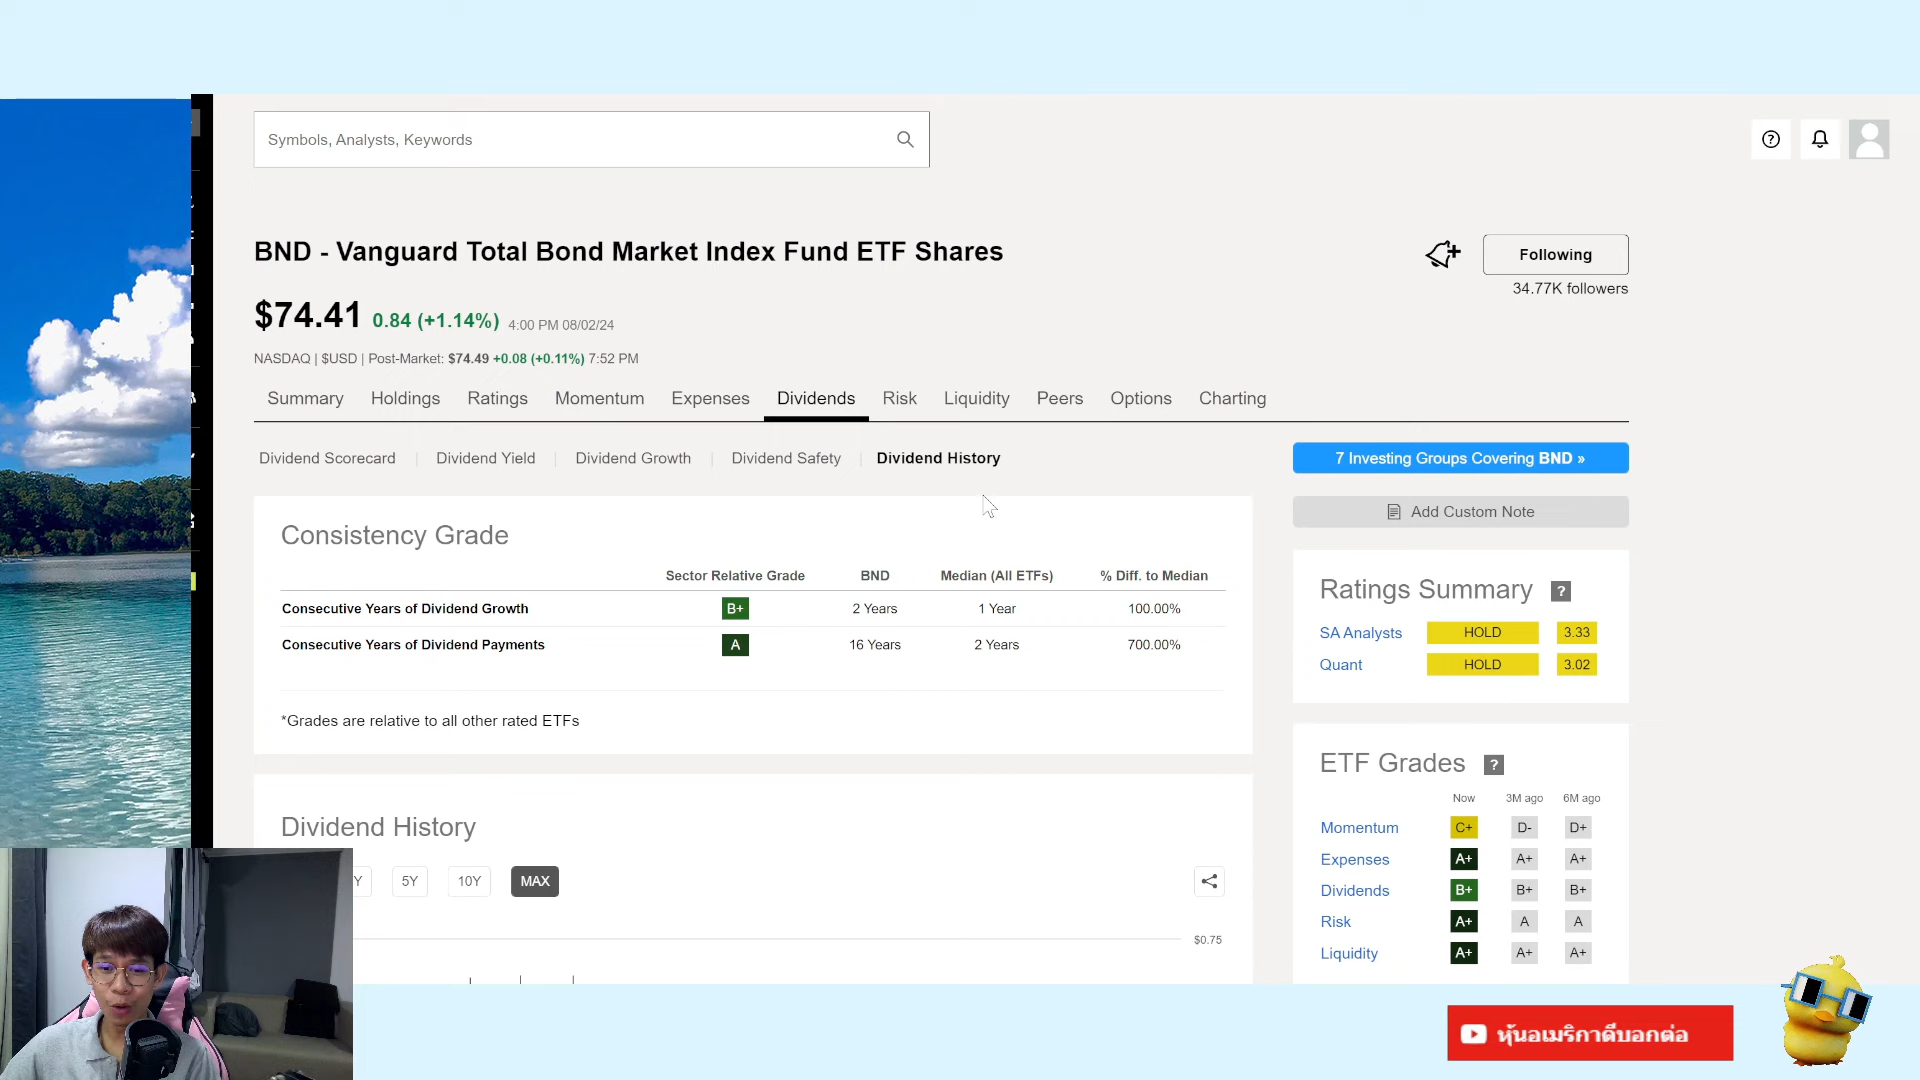 Symbols, Analysts, Keywords
BND - Vanguard Total Bond Market Index Fund ETF Shares
Following
34.77K followers
$74.41 0.84 (+1.14%) 4:00 PM 08/02/24
NASDAQ | $USD | Post-Market: $74.49 +0.08 (+0.11%) 7:52 PM
Summary Holdings Ratings Momentum Expenses Dividends Risk Liquidity Peers Options Charting
Dividend Scorecard | Dividend Yield | Dividend Growth | Dividend Safety | Dividend History
7 Investing Groups Covering BND »
Add Custom Note
Consistency Grade
Sector Relative Grade BND Median (All ETFs) % Diff. to Median
Consecutive Years of Dividend Growth B+ 2 Years 1 Year 100.00%
Consecutive Years of Dividend Payments A 16 Years 2 Years 700.00%
*Grades are relative to all other rated ETFs
Ratings Summary ?
SA Analysts HOLD 3.33
Quant HOLD 3.02
ETF Grades ?
Now 3M ago 6M ago
Momentum C+ D- D+
Expenses A+ A+ A+
Dividends B+ B+ B+
Risk A+ A A
Liquidity A+ A+ A+
Dividend History
Y 5Y 10Y MAX
$0.75
หุ้นอเมริกาดีบอกต่อ